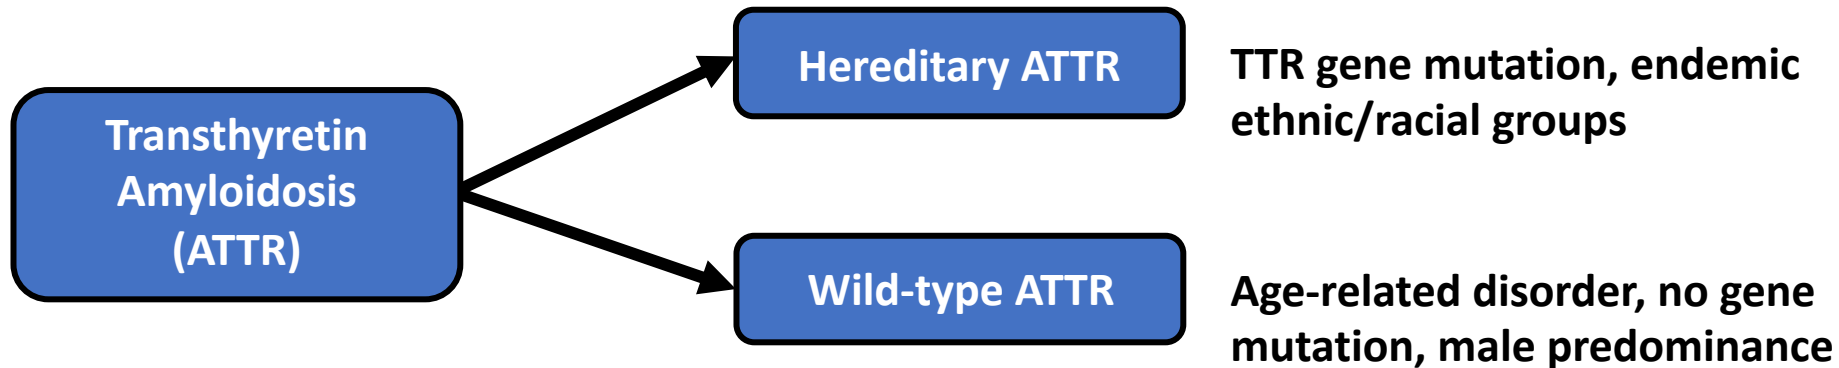 Transthyretin
Amyloidosis
(ATTR)
Hereditary ATTR
TTR gene mutation, endemic
ethnic/racial groups
Wild-type ATTR
Age-related disorder, no gene
mutation, male predominance